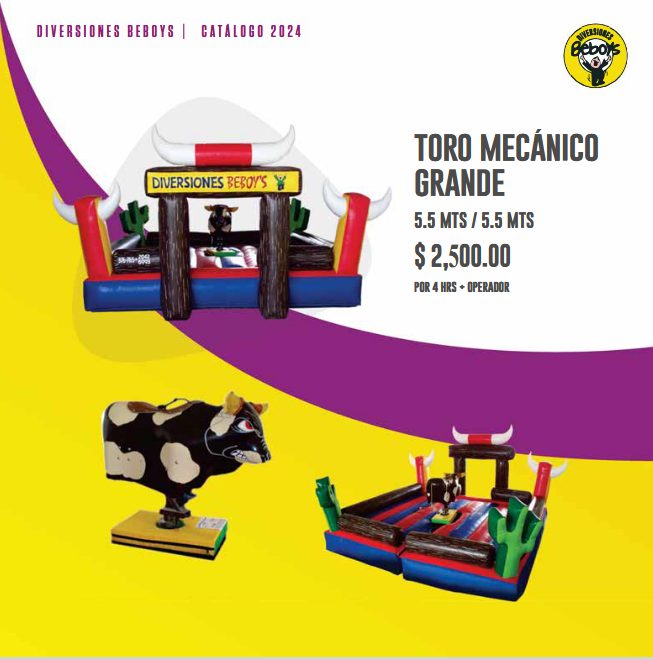 DIVERSIONES BEBOYS | CATÁLOGO 2024
DIVERSIONES
Beboys
TORO MECÁNICO
GRANDE
5.5 MTS / 5.5 MTS
$ 2,500.00
POR 4 HRS + OPERADOR
DIVERSIONES BEBOY'S